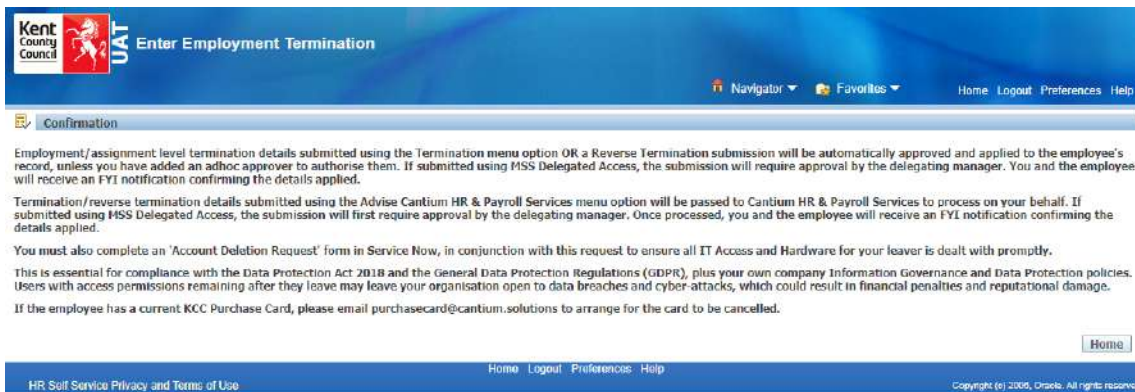 Kent
County
Council
UAT
Enter Employment Termination
Navigator
Favorites
Home Logout Preferences Help
Confirmation
Employment/assignment level termination details submitted using the Termination menu option OR a Reverse Termination submission will be automatically approved and applied to the employee's
record, unless you have added an adhoc approver to authorise them. If submitted using MSS Delegated Access, the submission will require approval by the delegating manager. You and the employee
will receive an FYI notification confirming the details applied.
Termination/reverse termination details submitted using the Advise Cantium HR & Payroll Services menu option will be passed to Cantium HR & Payroll Services to process on your behalf. If
submitted using MSS Delegated Access, the submission will first require approval by the delegating manager. Once processed, you and the employee will receive an FYI notification confirming the
details applied.
You must also complete an 'Account Deletion Request' form in Service Now, in conjunction with this request to ensure all IT Access and Hardware for your leaver is dealt with promptly.
This is essential for compliance with the Data Protection Act 2018 and the General Data Protection Regulations (GDPR), plus your own company Information Governance and Data Protection policies.
Users with access permissions remaining after they leave may leave your organisation open to data breaches and cyber-attacks, which could result in financial penalties and reputational damage.
If the employee has a current KCC Purchase Card, please email purchasecard@cantium.solutions to arrange for the card to be cancelled.
Home
Home Logout Preferences Help
HR Self Service Privacy and Terms of Use
Copyright (c) 2006, Oracle. All rights reserve